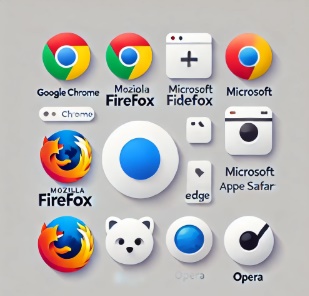 Google Chrome
Moziola
FireFox
Microsoft
Fidefox
Microsoft
Chrome
MOZILLA
FireFox
edge
Microsoft
Appe Safar
Opera
Opera